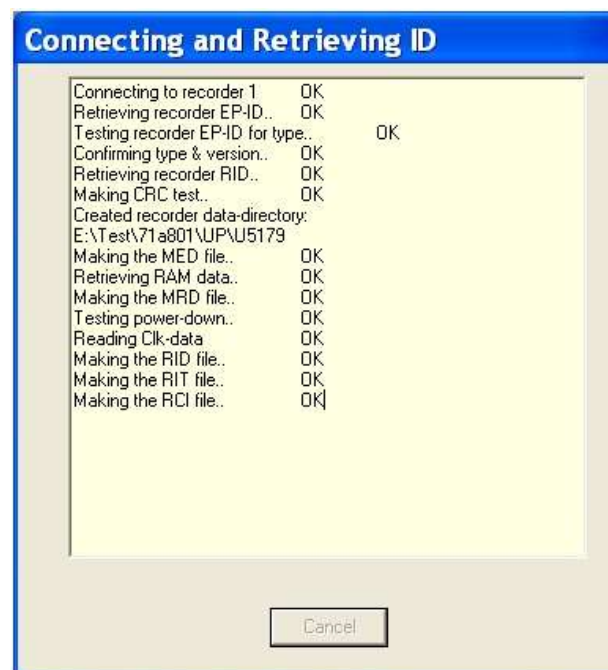 Connecting and Retrieving ID
Connecting to recorder 1 OK
Retrieving recorder EP-ID.. OK
Testing recorder EP-ID for type.. OK
Confirming type & version.. OK
Retrieving recorder RID.. OK
Making CRC test.. OK
Created recorder data-directory:
E:\Test\71a801\UP\U5179
Making the MED file.. OK
Retrieving RAM data.. OK
Making the MRD file.. OK
Testing power-down.. OK
Reading Clk-data OK
Making the RID file.. OK
Making the RIT file.. OK
Making the RCI file.. OK
Cancel